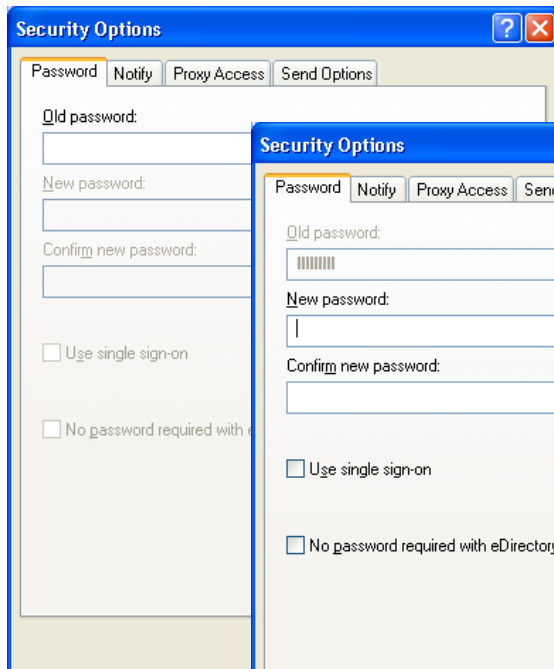 Security Options
Password Notify Proxy Access Send Options
Old password:
New password:
Confirm new password:
Use single sign-on
No password required with
Security Options
Password Notify Proxy Access Send
Old password:
New password:
Confirm new password:
Use single sign-on
No password required with eDirectory